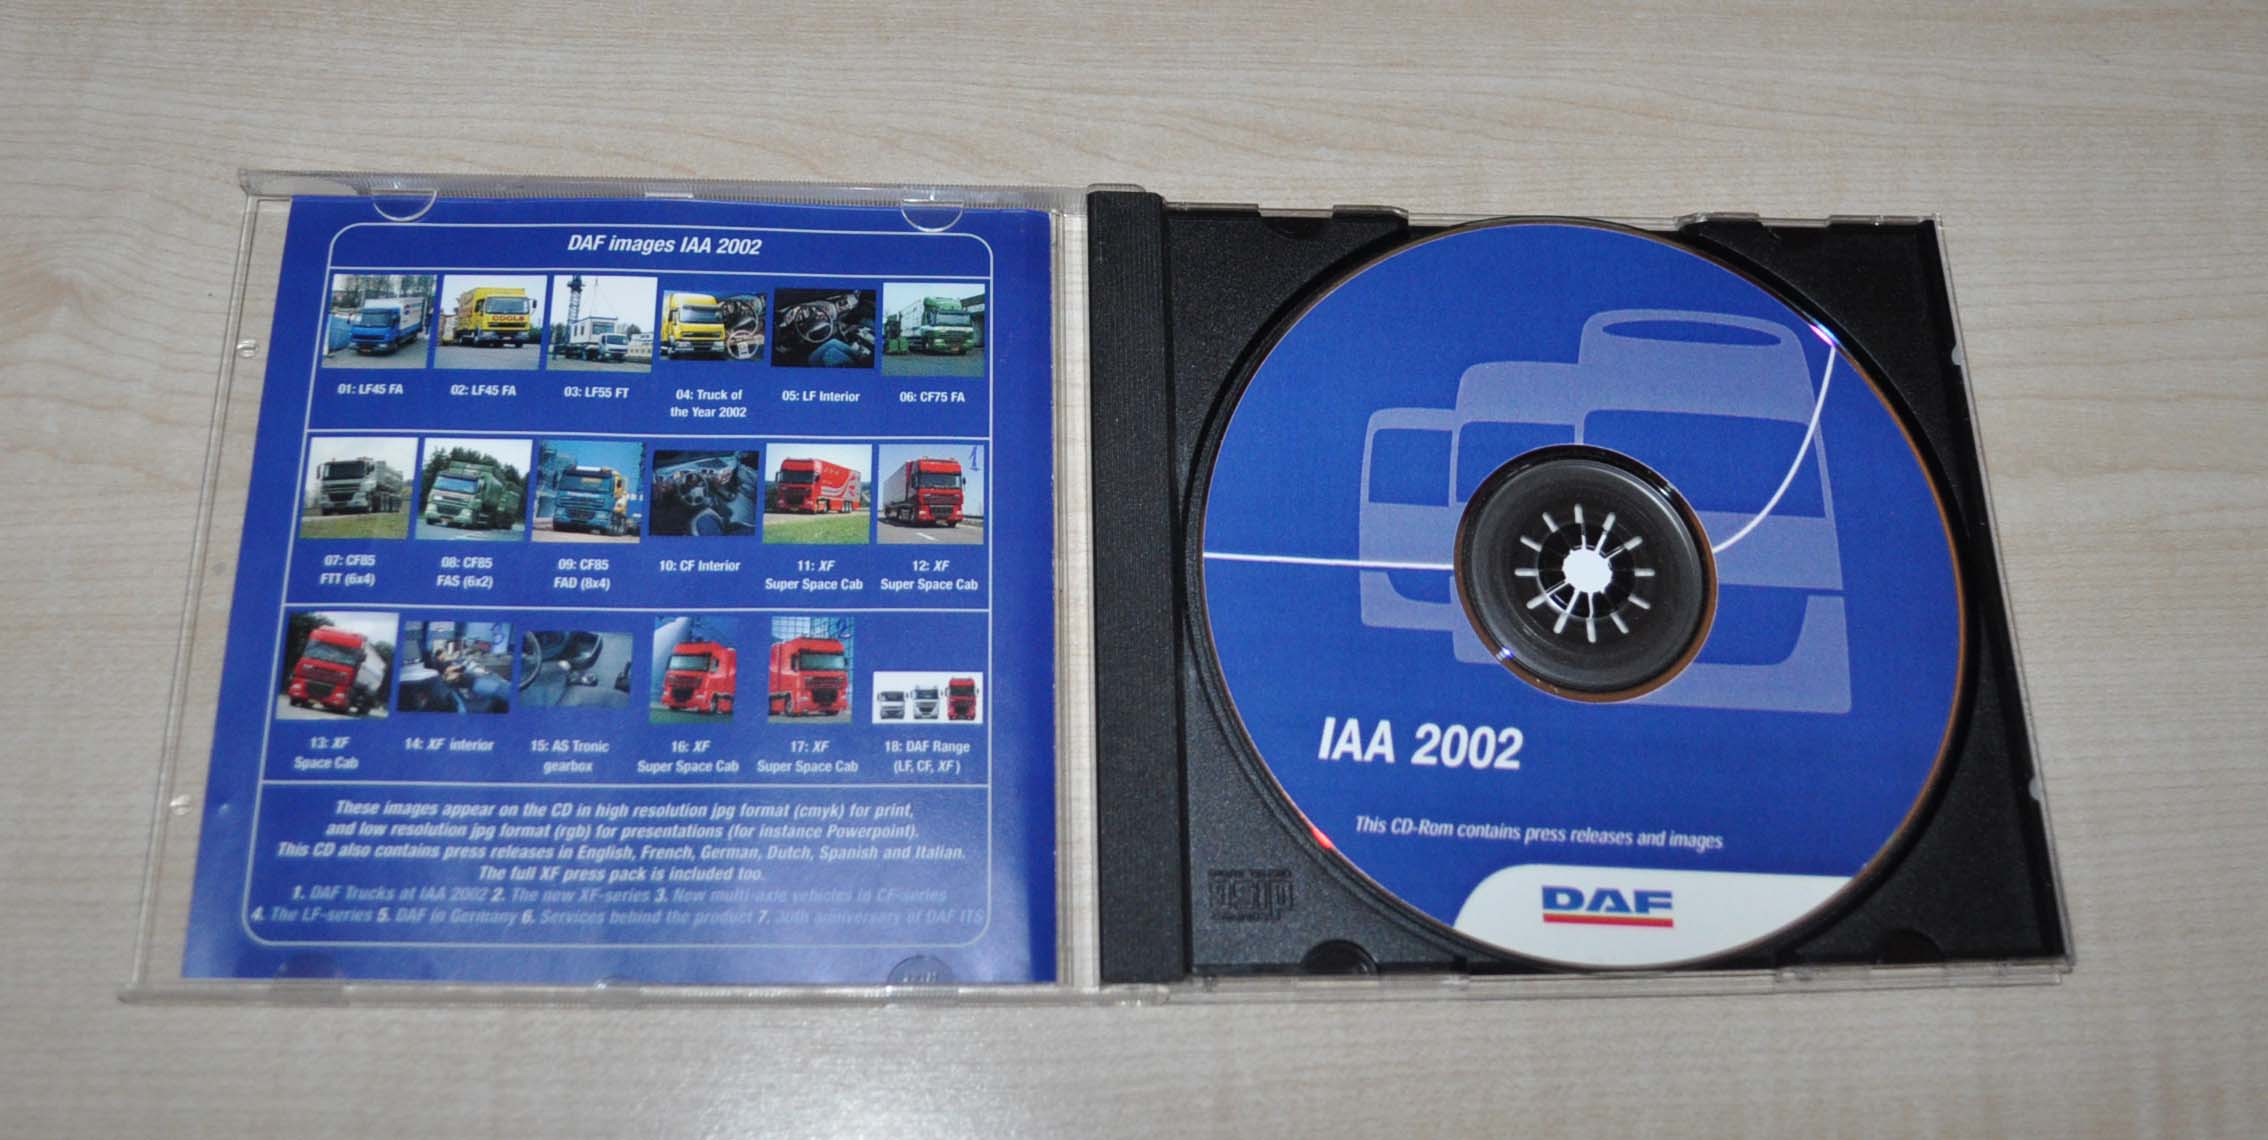 DAF images IAA 2002
COOLS
01: LF45 FA
02: LF45 FA
03: LF55 FT
04: Truck of
the Year 2002
05: LF Interior
06: CF75 FA
07: CF85
FTT (6x4)
08: CF85
FAS (6x2)
09: CF85
FAD (8x4)
10: CF Interior
11: XF
Super Space Cab
12: XF
Super Space Cab
13: XF
Space Cab
14: XF interior
15: AS Tronic
gearbox
16: XF
Super Space Cab
17: XF
Super Space Cab
18: DAF Range
(LF, CF, XF)
These images appear on the CD in high resolution jpg format (cmyk) for print,
and low resolution jpg format (rgb) for presentations (for instance Powerpoint).
This CD also contains press releases in English, French, German, Dutch, Spanish and Italian.
The full XF press pack is included too.
1. DAF Trucks at IAA 2002 2. The new XF-series 3. New multi-axle vehicles in CF-series
4. The LF-series 5. DAF in Germany 6. Services behind the product 7. anniversary of DAF ITS
IAA 2002
This CD-Rom contains press releases and images
DAF